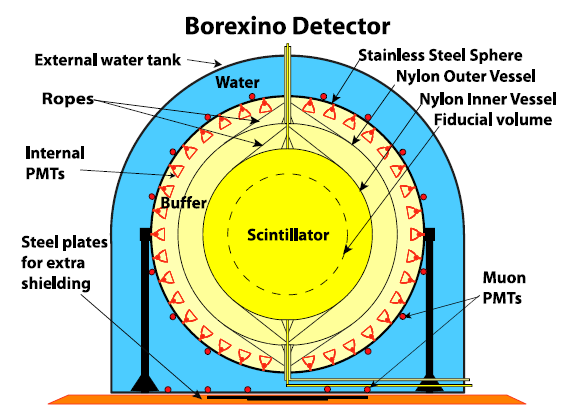 Borexino Detector
External water tank
Water
Ropes
Stainless Steel Sphere
Nylon Outer Vessel
Nylon Inner Vessel
Fiducial volume
Internal
PMTs
Buffer
Scintillator
Steel plates
for extra
shielding
Muon
PMTs